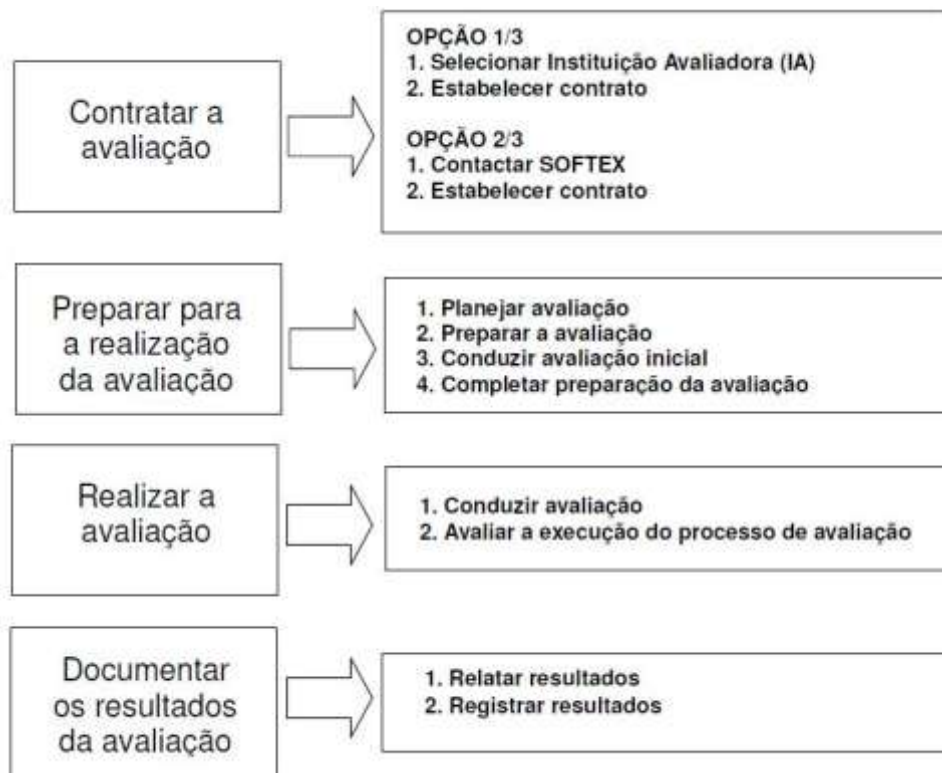 Contratar a
avaliação
OPÇÃO 1/3
1. Selecionar Instituição Avaliadora (IA)
2. Estabelecer contrato
OPÇÃO 2/3
1. Contactar SOFTEX
2. Estabelecer contrato
Preparar para
a realização
da avaliação
1. Planejar avaliação
2. Preparar a avaliação
3. Conduzir avaliação inicial
4. Completar preparação da avaliação
Realizar a
avaliação
1. Conduzir avaliação
2. Avaliar a execução do processo de avaliação
Documentar
os resultados
da avaliação
1. Relatar resultados
2. Registrar resultados